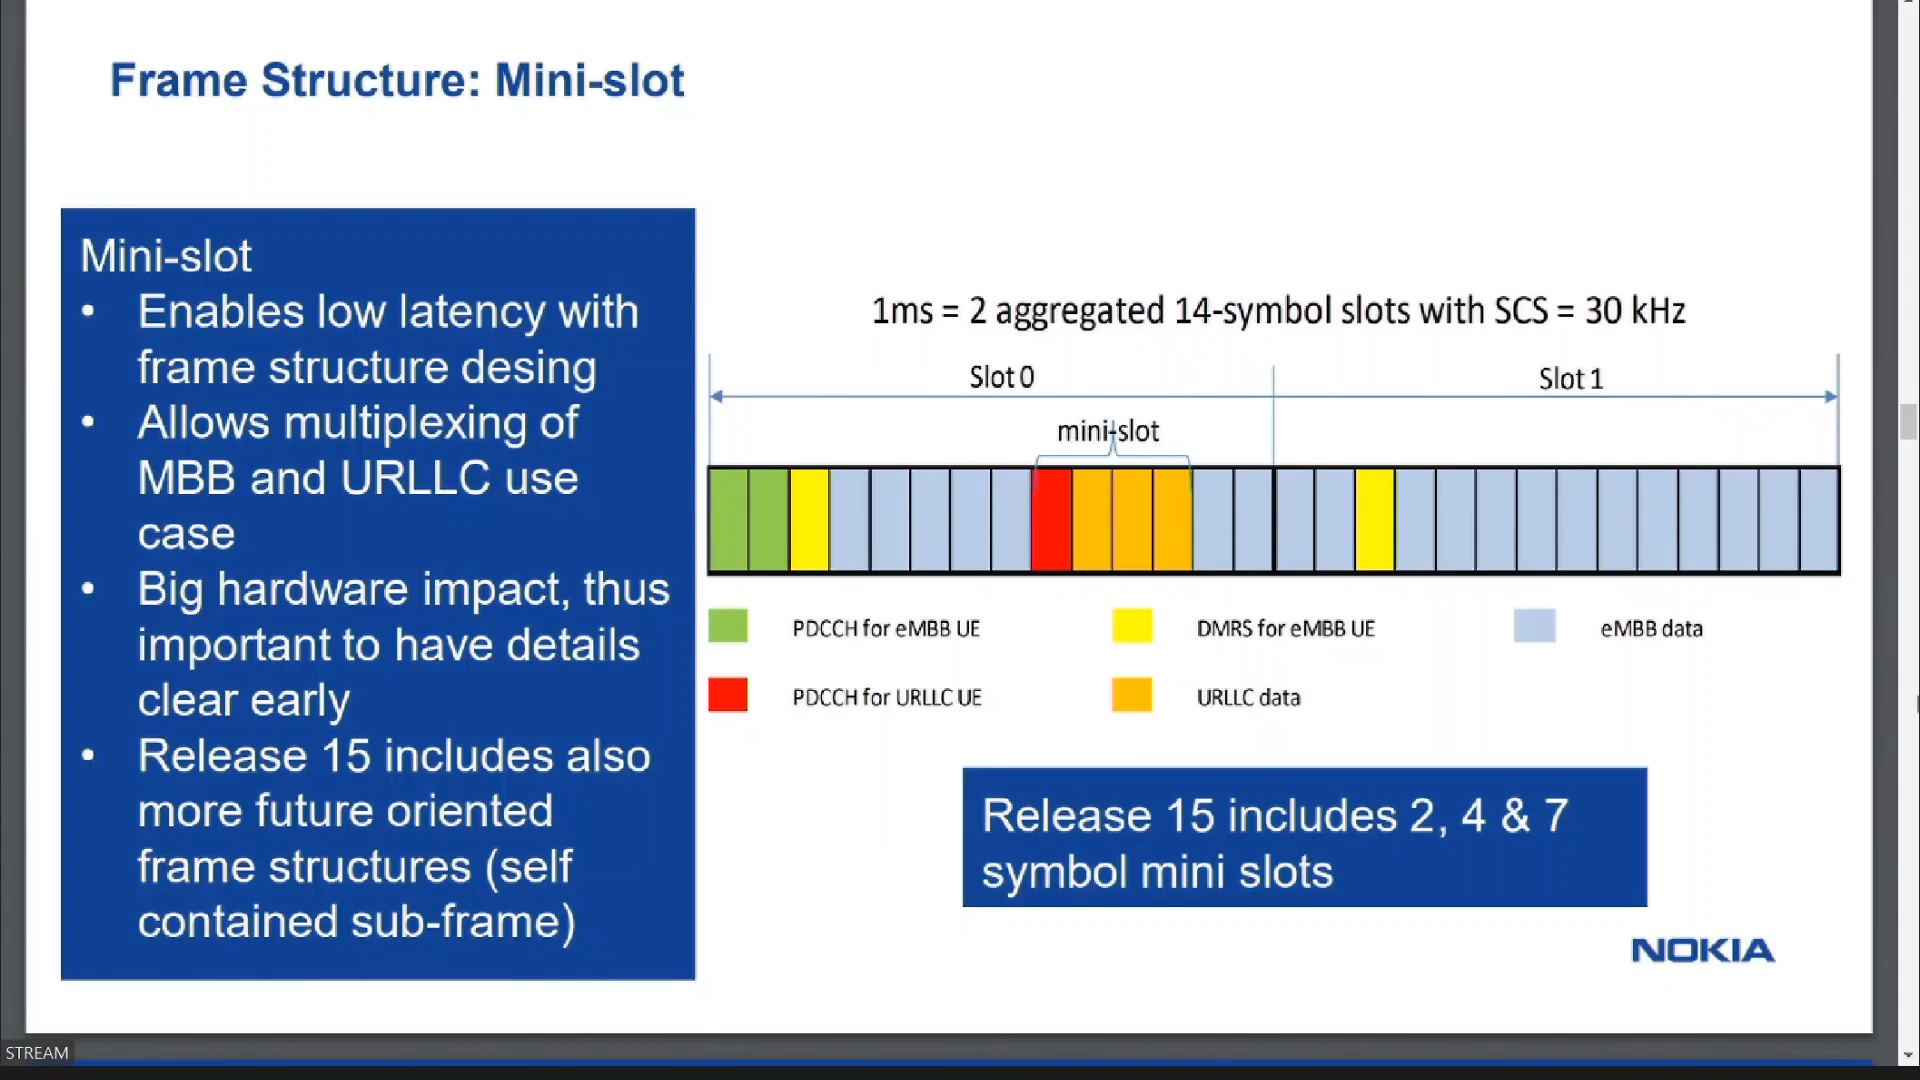 Frame Structure: Mini-slot
Mini-slot
• Enables low latency with
frame structure desing
• Allows multiplexing of
MBB and URLLC use
case
• Big hardware impact, thus
important to have details
clear early
• Release 15 includes also
more future oriented
frame structures (self
contained sub-frame)
1ms = 2 aggregated 14-symbol slots with SCS = 30 kHz
Slot 0
Slot 1
mini-slot
PDCCH for eMBB UE
DMRS for eMBB UE
eMBB data
PDCCH for URLLC UE
URLLC data
Release 15 includes 2, 4 & 7
symbol mini slots
NOKIA
STREAM